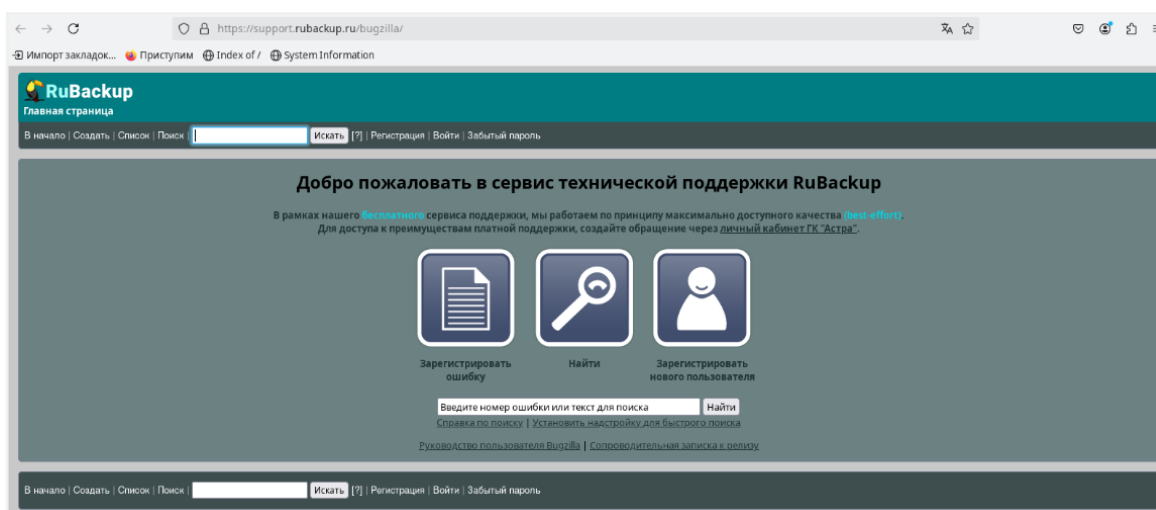 https://support.rubackup.ru/bugzilla/
Импорт закладок... Приступим Index of / System Information
RuBackup
Главная страница
В начало | Создать | Список | Поиск | Искать [?] | Регистрация | Войти | Забытый пароль
Добро пожаловать в сервис технической поддержки RuBackup
В рамках нашего бесплатного сервиса поддержки, мы работаем по принципу максимально доступного качества (best-effort).
Для доступа к преимуществам платной поддержки, создайте обращение через личный кабинет ГК "Астра".
Зарегистрировать ошибку
Найти
Зарегистрировать нового пользователя
Введите номер ошибки или текст для поиска Найти
Справка по поиску | Установить надстройку для быстрого поиска
Руководство пользователя Bugzilla | Сопроводительная записка к релизу
В начало | Создать | Список | Поиск | Искать [?] | Регистрация | Войти | Забытый пароль